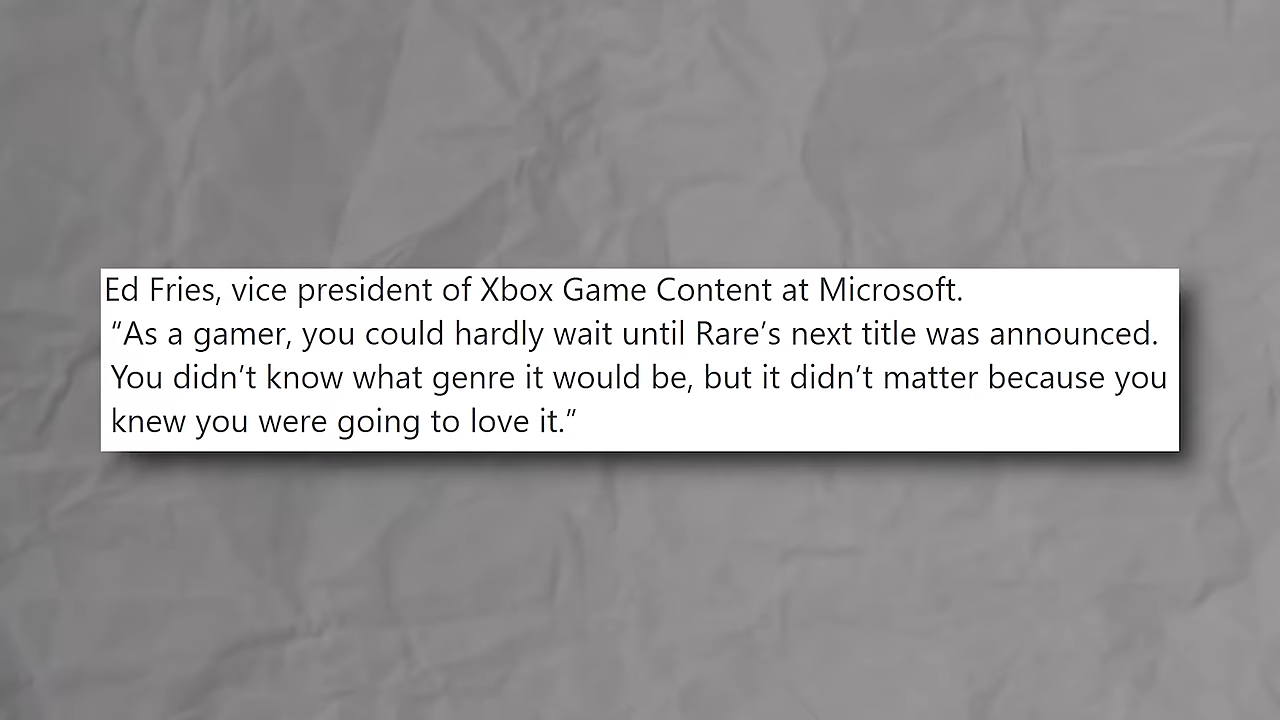 Ed Fries, vice president of Xbox Game Content at Microsoft.
“As a gamer, you could hardly wait until Rare’s next title was announced.
You didn’t know what genre it would be, but it didn’t matter because you
knew you were going to love it.”